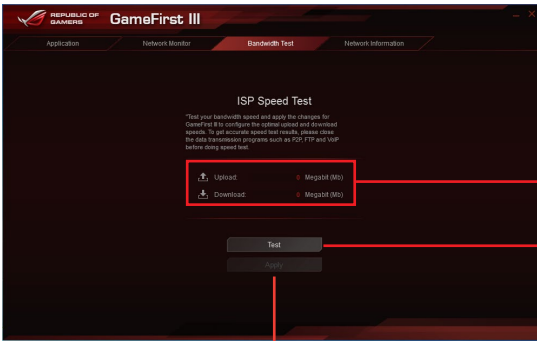 REPUBLIC OF
GAMERS
GameFirst III
Application Network Monitor Bandwidth Test Network Information
ISP Speed Test
*Test your bandwidth speed and apply the changes for
GameFirst III to configure the optimal upload and download
speeds. To get accurate speed test results, please close
the data transmission programs such as P2P, FTP and VoIP
before doing speed test.
Upload: 0 Megabit (Mb)
Download: 0 Megabit (Mb)
Test
Apply